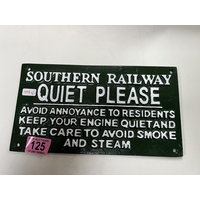 SOUTHERN RAILWAY
QUIET PLEASE
AVOID ANNOYANCE TO RESIDENTS
KEEP YOUR ENGINE QUIETAND
TAKE CARE TO AVOID SMOKE
AND STEAM
125